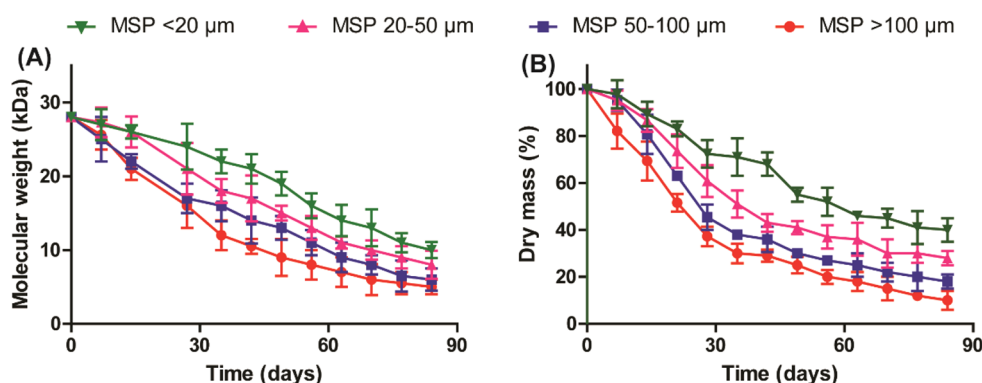 MSP <20 µm MSP 20-50 µm MSP 50-100 µm MSP >100 µm
(A)
Molecular weight (kDa)
30
20
10
0
0 30 60 90
Time (days)
(B)
Dry mass (%)
100
80
60
40
20
0
0 30 60 90
Time (days)